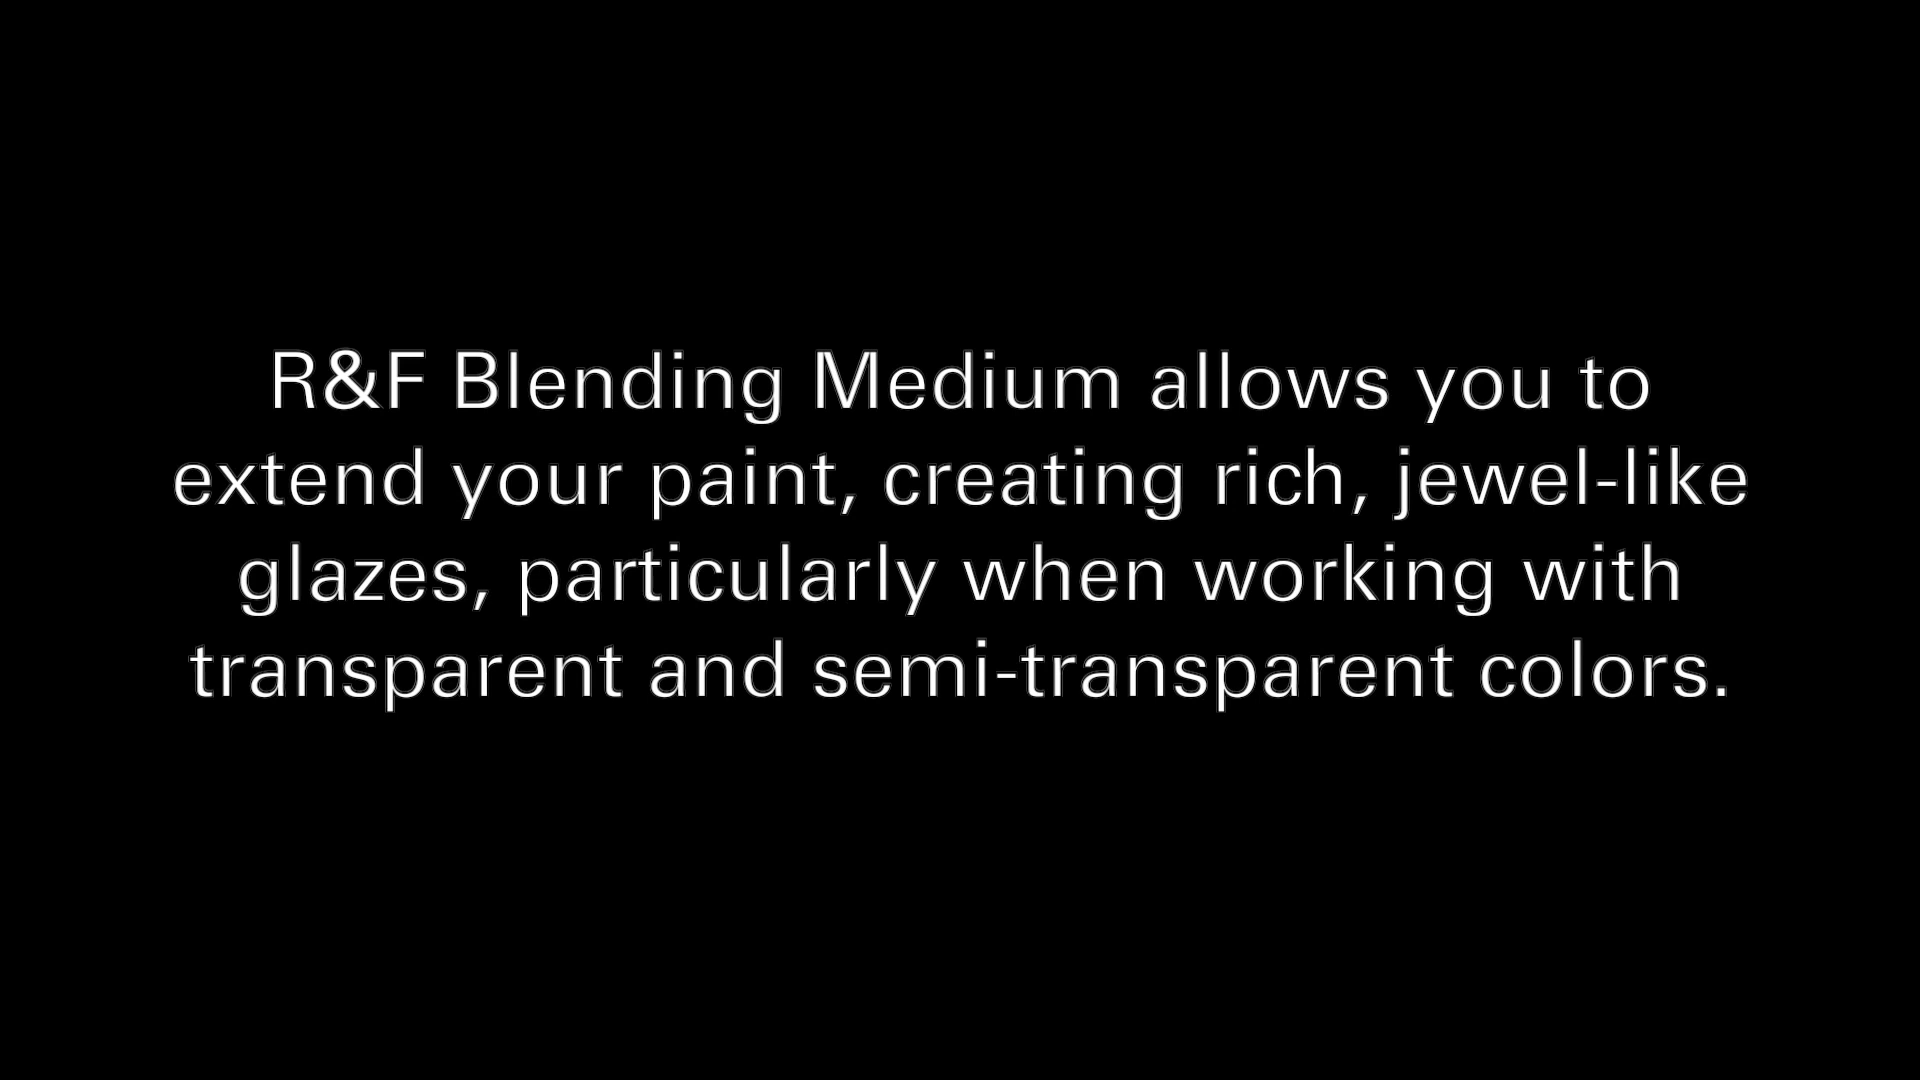 R&F Blending Medium allows you to
extend your paint, creating rich, jewel-like
glazes, particularly when working with
transparent and semi-transparent colors.